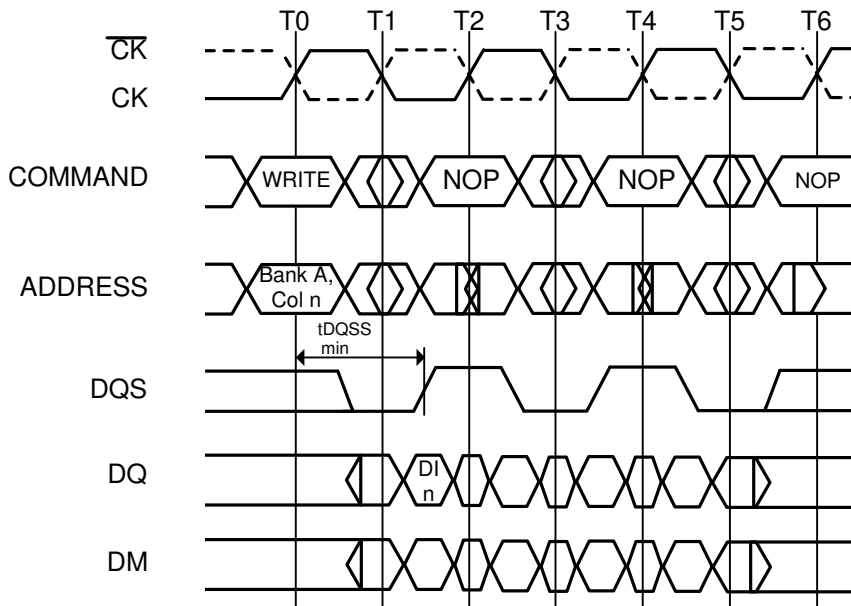 T0 T1 T2 T3 T4 T5 T6
CK
CK
COMMAND WRITE NOP NOP NOP
ADDRESS Bank A,
Col n
tDQSS
min
DQS
DQ DI
n
DM